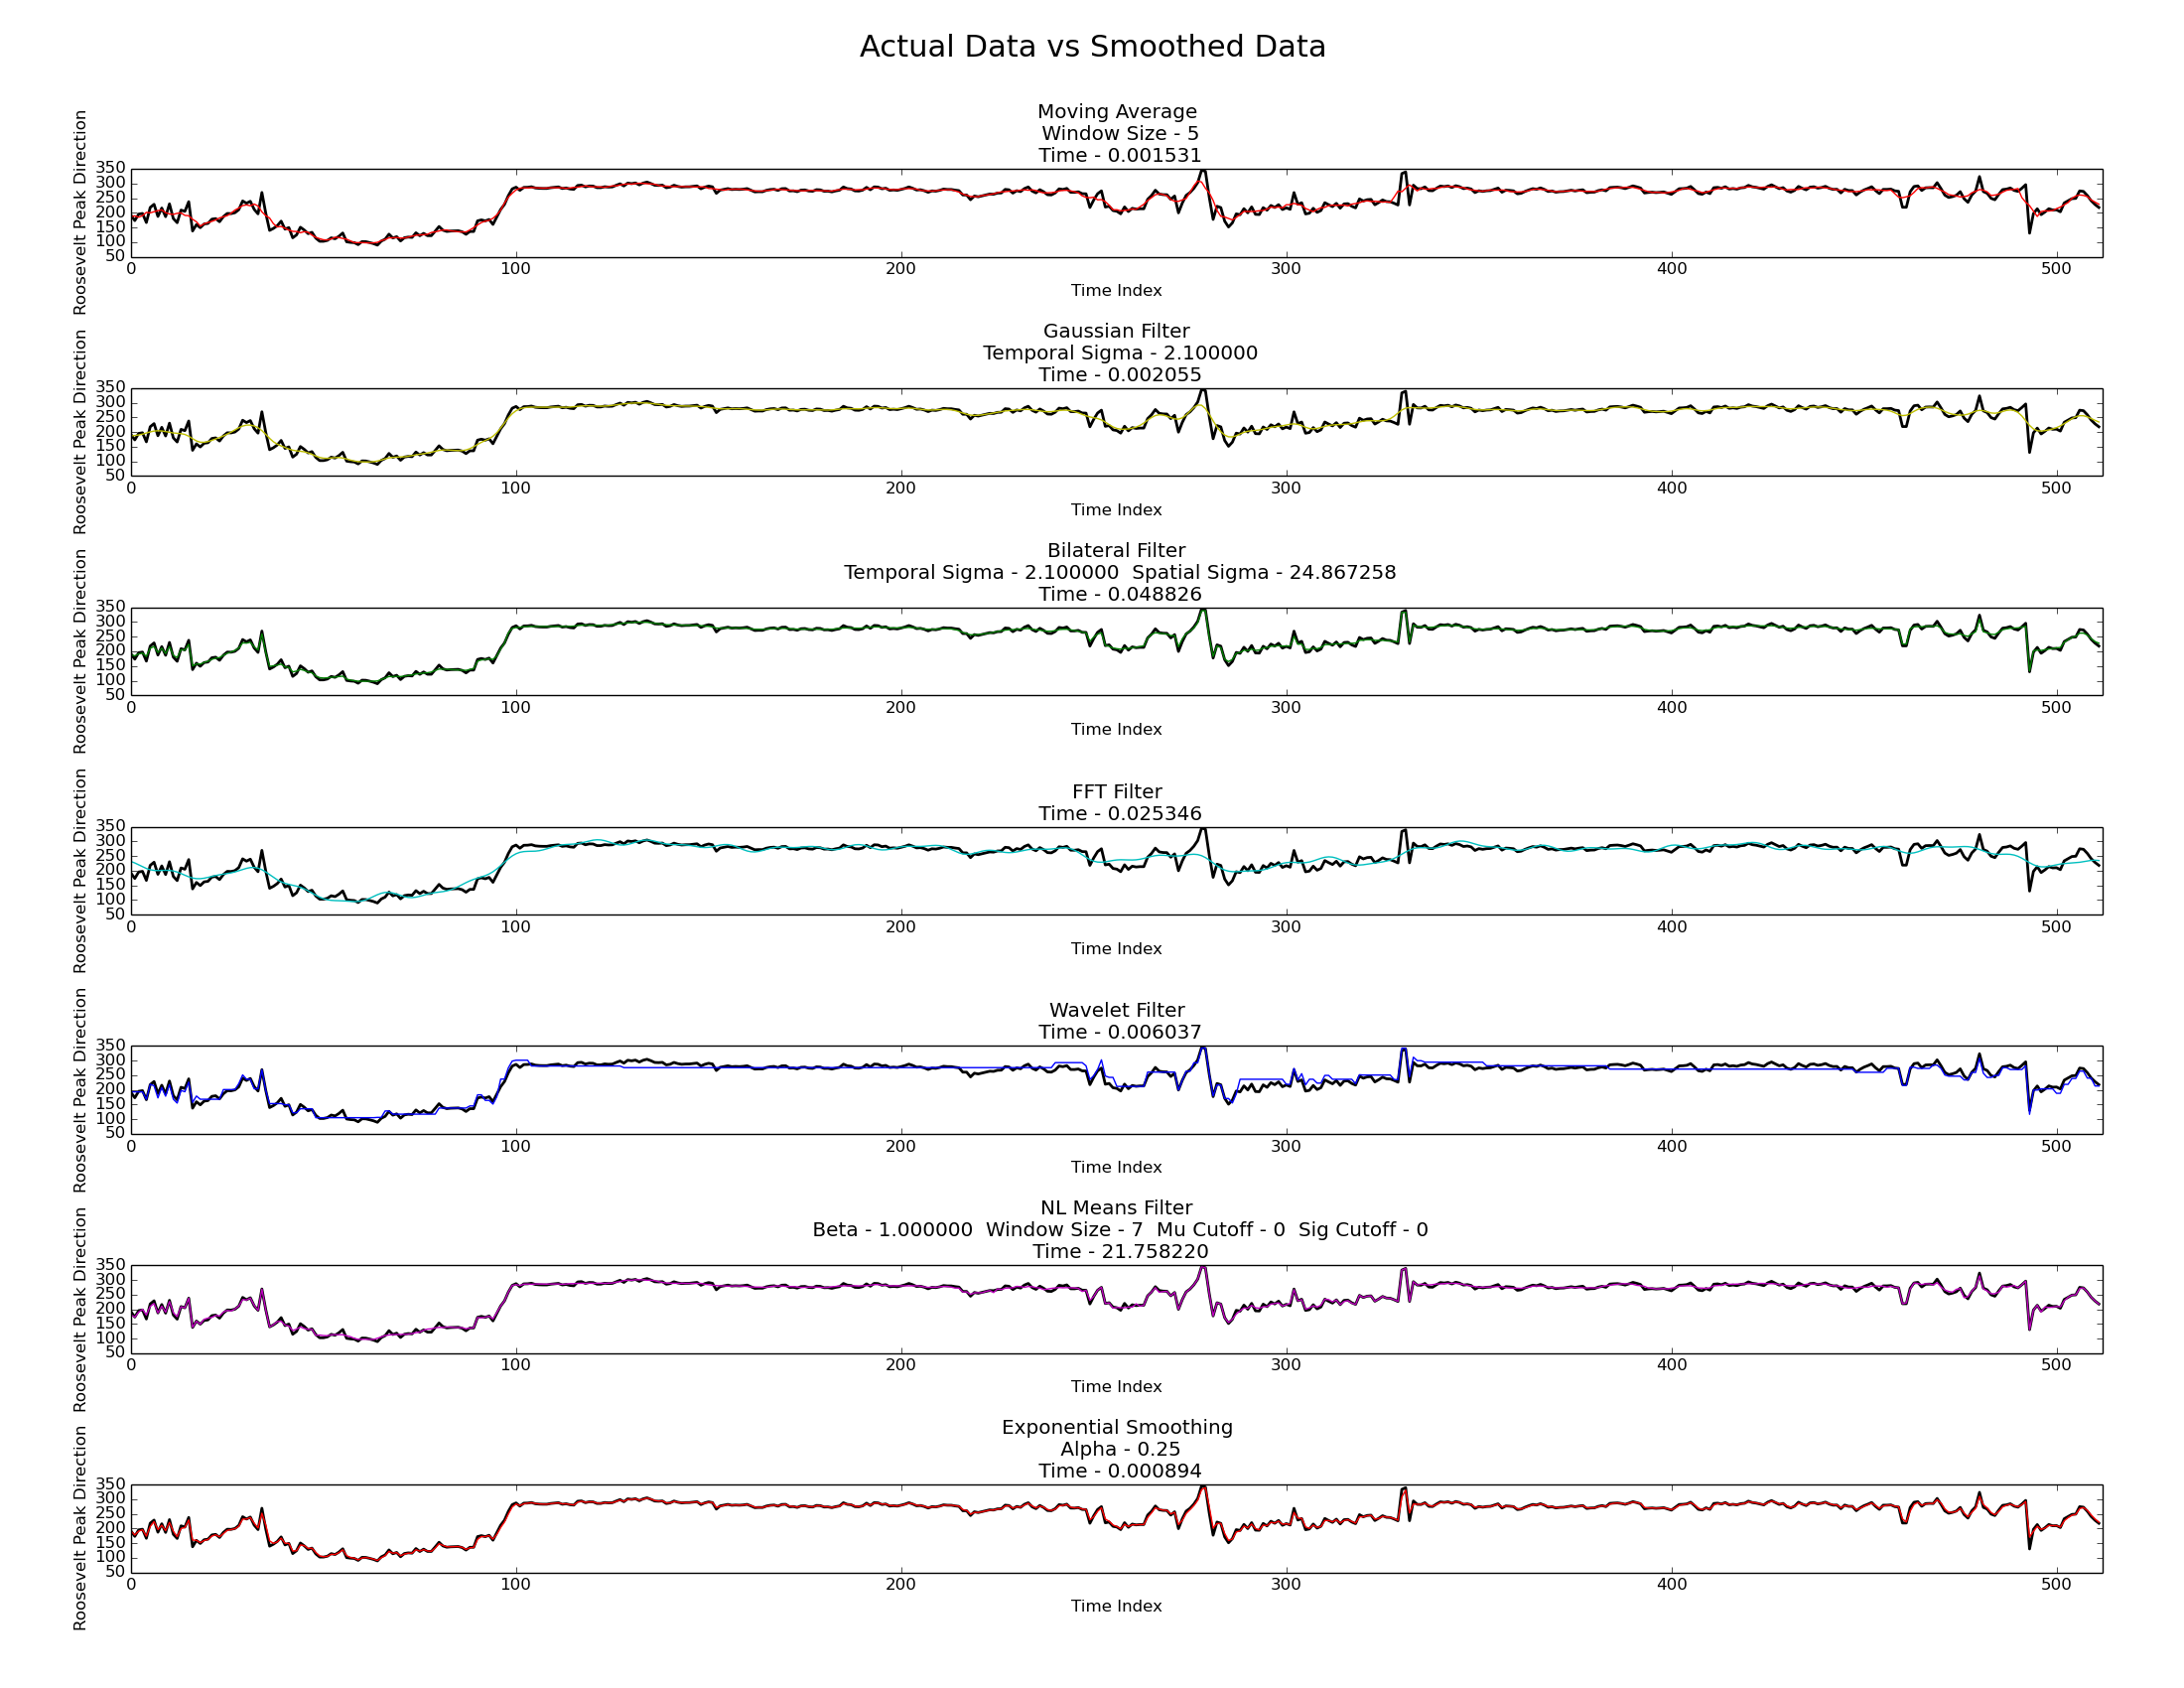 Actual Data vs Smoothed Data
Moving Average
Window Size - 5
Time - 0.001531
Roosevelt Peak Direction
350
300
250
200
150
100
50
0 100 200 300 400 500
Time Index
Gaussian Filter
Temporal Sigma - 2.100000
Time - 0.002055
Roosevelt Peak Direction
350
300
250
200
150
100
50
0 100 200 300 400 500
Time Index
Bilateral Filter
Temporal Sigma - 2.100000  Spatial Sigma - 24.867258
Time - 0.048826
Roosevelt Peak Direction
350
300
250
200
150
100
50
0 100 200 300 400 500
Time Index
FFT Filter
Time - 0.025346
Roosevelt Peak Direction
350
300
250
200
150
100
50
0 100 200 300 400 500
Time Index
Wavelet Filter
Time - 0.006037
Roosevelt Peak Direction
350
300
250
200
150
100
50
0 100 200 300 400 500
Time Index
NL Means Filter
Beta - 1.000000  Window Size - 7  Mu Cutoff - 0  Sig Cutoff - 0
Time - 21.758220
Roosevelt Peak Direction
350
300
250
200
150
100
50
0 100 200 300 400 500
Time Index
Exponential Smoothing
Alpha - 0.25
Time - 0.000894
Roosevelt Peak Direction
350
300
250
200
150
100
50
0 100 200 300 400 500
Time Index